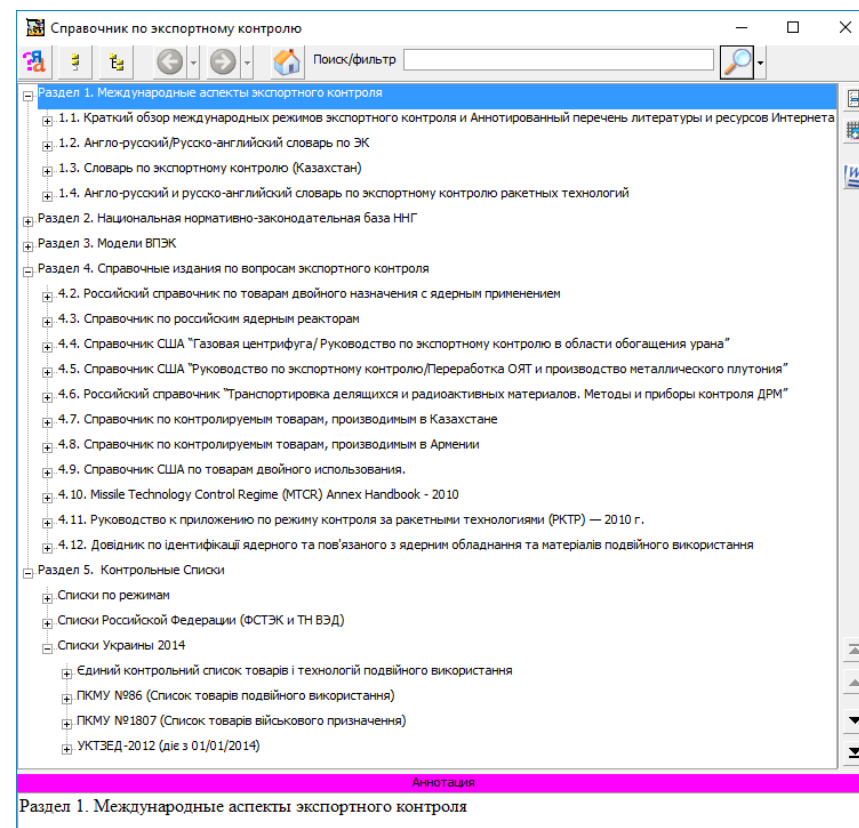 Справочник по экспортному контролю
Поиск/фильтр
Раздел 1. Международные аспекты экспортного контроля
1.1. Краткий обзор международных режимов экспортного контроля и Аннотированный перечень литературы и ресурсов Интернета
1.2. Англо-русский/Русско-английский словарь по ЭК
1.3. Словарь по экспортному контролю (Казахстан)
1.4. Англо-русский и русско-английский словарь по экспортному контролю ракетных технологий
Раздел 2. Национальная нормативно-законодательная база ННГ
Раздел 3. Модели ВПЭК
Раздел 4. Справочные издания по вопросам экспортного контроля
4.2. Российский справочник по товарам двойного назначения с ядерным применением
4.3. Справочник по российским ядерным реакторам
4.4. Справочник США “Газовая центрифуга/ Руководство по экспортному контролю в области обогащения урана”
4.5. Справочник США “Руководство по экспортному контролю/Переработка ОЯТ и производство металлического плутония”
4.6. Российский справочник “Транспортировка делящихся и радиоактивных материалов. Методы и приборы контроля ДРМ”
4.7. Справочник по контролируемым товарам, производимым в Казахстане
4.8. Справочник по контролируемым товарам, производимым в Армении
4.9. Справочник США по товарам двойного использования.
4.10. Missile Technology Control Regime (MTCR) Annex Handbook - 2010
4.11. Руководство к приложению по режиму контроля за ракетными технологиями (РКТР) — 2010 г.
4.12. Довідник по ідентифікації ядерного та пов'язаного з ядерним обладнання та матеріалів подвійного використання
Раздел 5. Контрольные Списки
Списки по режимам
Списки Российской Федерации (ФСТЭК и ТН ВЭД)
Списки Украины 2014
Єдиний контрольний список товарів і технологій подвійного використання
ПКМУ №86 (Список товарів подвійного використання)
ПКМУ №1807 (Список товарів військового призначення)
УКТЗЕД-2012 (діє з 01/01/2014)
Аннотация
Раздел 1. Международные аспекты экспортного контроля